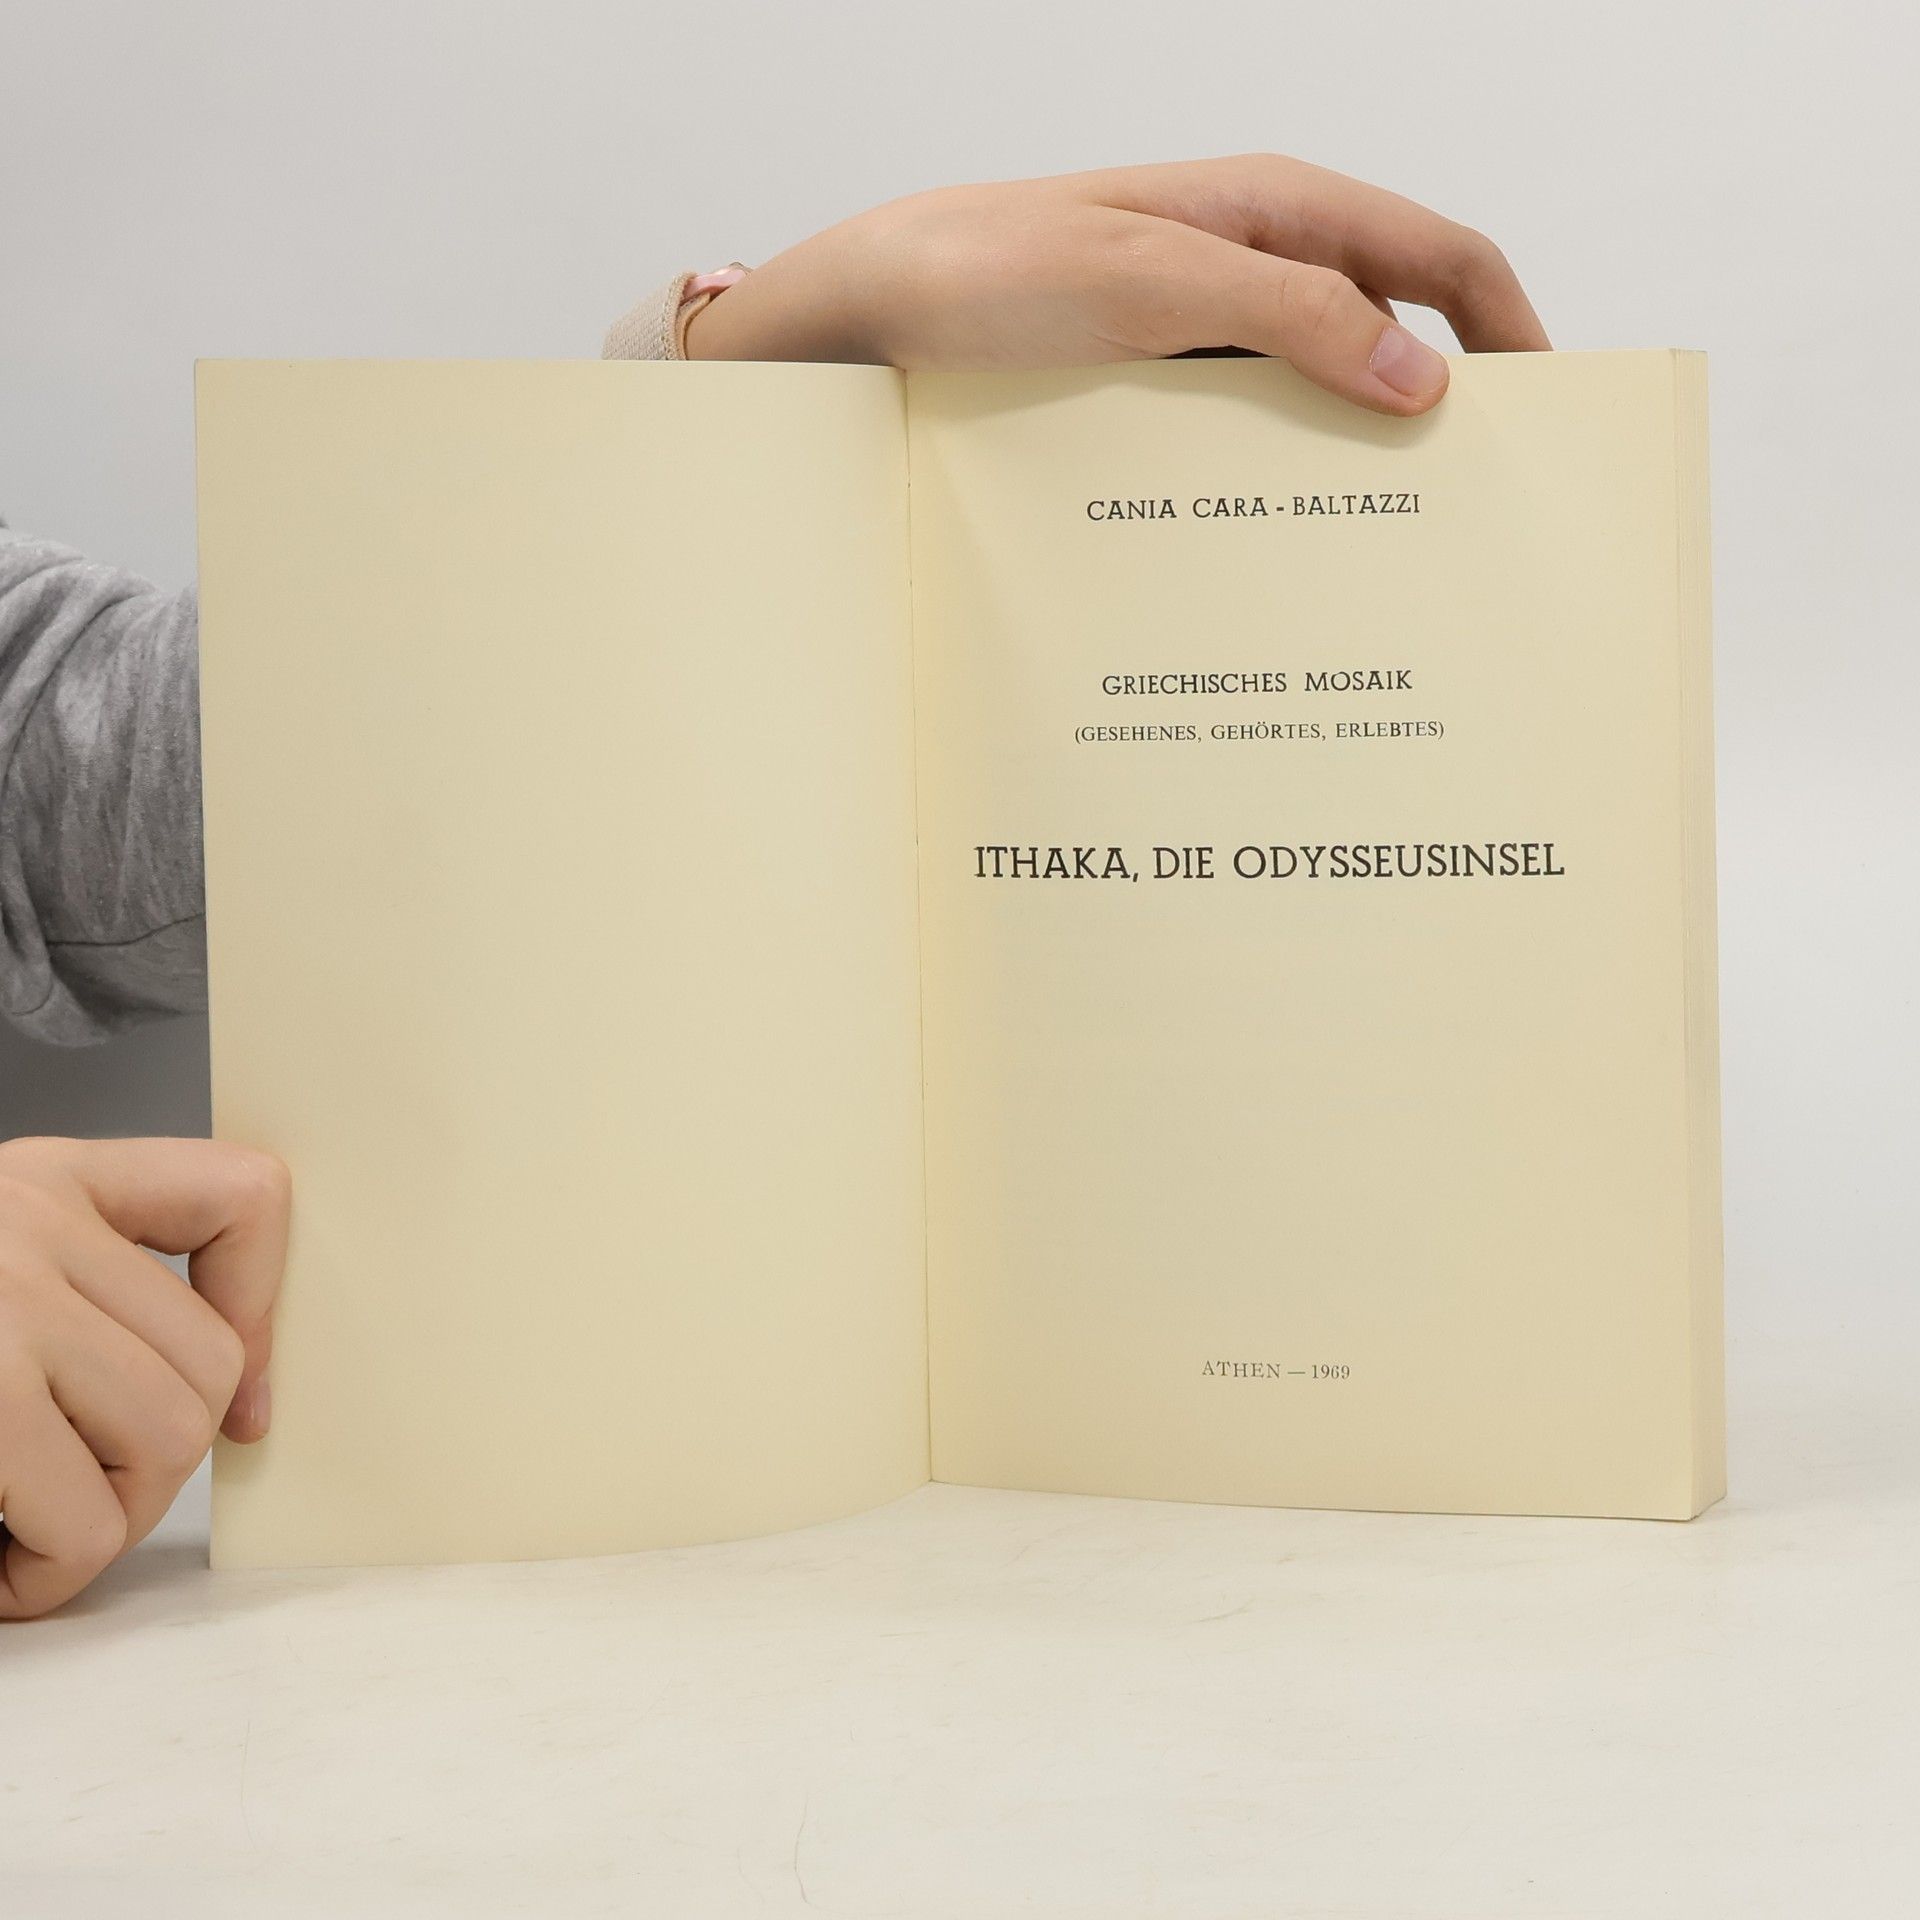 CANIA CARA-BALTAZZI
GRIECHISCHES MOSAIK
(GESEHENES, GEHÖRTES, ERLEBTES)
ITHAKA, DIE ODYSSEUSINSEL
ATHEN — 1969